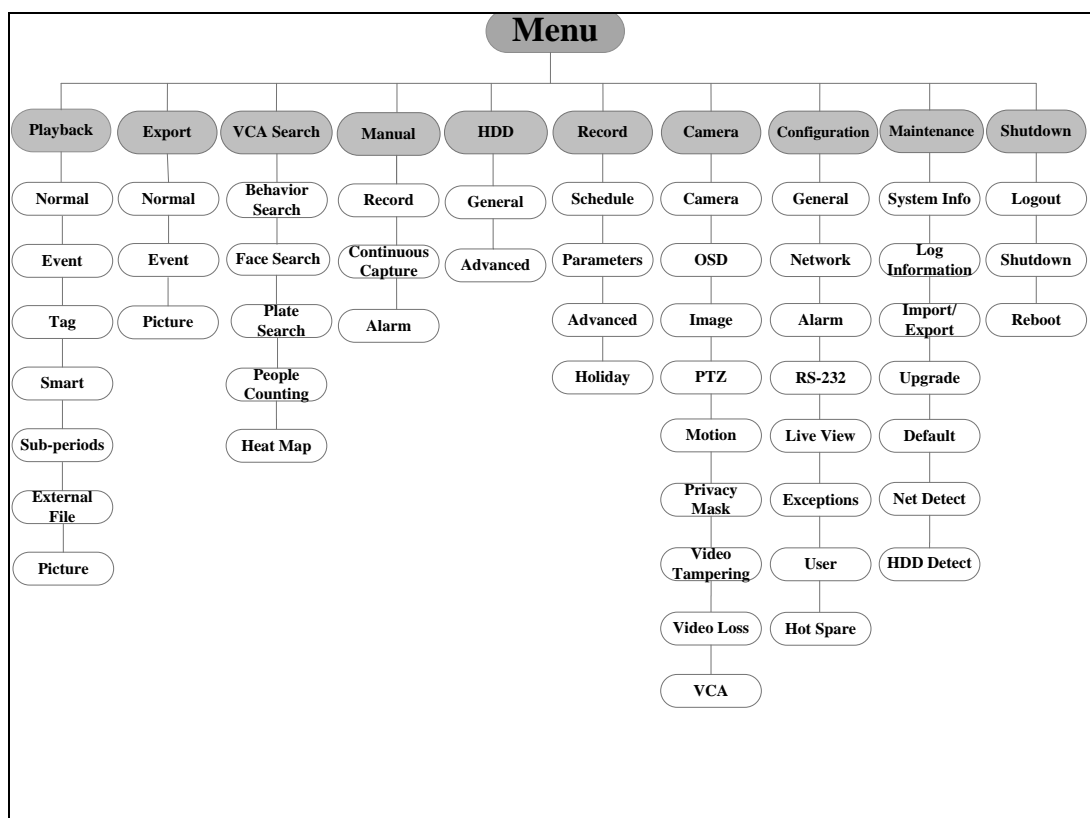 Menu
Playback
Normal
Event
Tag
Smart
Sub-periods
External
File
Picture
Export
Normal
Event
Picture
VCA Search
Behavior
Search
Face Search
Plate
Search
People
Counting
Heat Map
Manual
Record
Continuous
Capture
Alarm
HDD
General
Advanced
Record
Schedule
Parameters
Advanced
Holiday
Camera
Camera
OSD
Image
PTZ
Motion
Privacy
Mask
Video
Tampering
Video Loss
VCA
Configuration
General
Network
Alarm
RS-232
Live View
Exceptions
User
Hot Spare
Maintenance
System Info
Log
Information
Import/
Export
Upgrade
Default
Net Detect
HDD Detect
Shutdown
Logout
Shutdown
Reboot